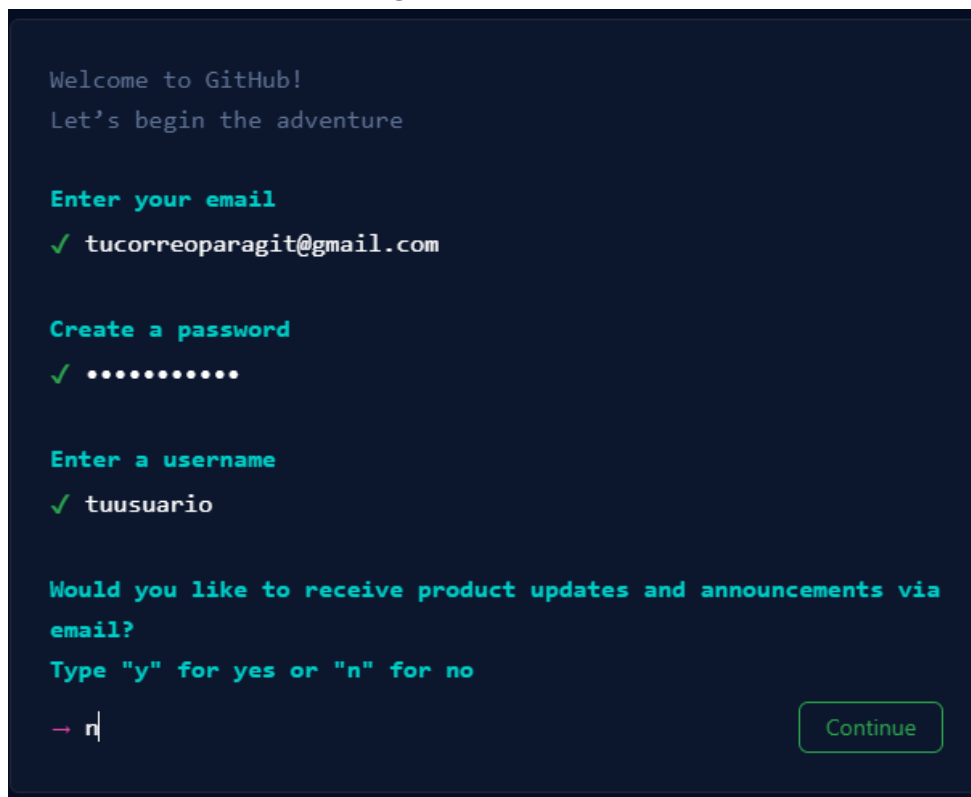 Welcome to GitHub!
Let’s begin the adventure
Enter your email
✓ tucorreoparagit@gmail.com
Create a password
✓ •••••••••••
Enter a username
✓ tuusuario
Would you like to receive product updates and announcements via
email?
Type "y" for yes or "n" for no
→ n
Continue